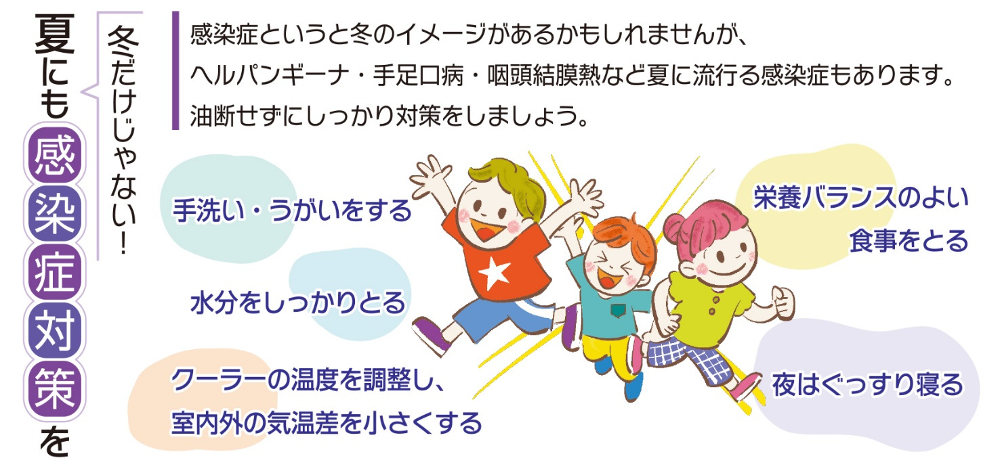 冬だけじゃない！
夏にも感染症対策を
感染症というと冬のイメージがあるかもしれませんが、
ヘルパンギーナ・手足口病・咽頭結膜熱など夏に流行る感染症もあります。
油断せずにしっかり対策をしましょう。
手洗い・うがいをする
水分をしっかりとる
クーラーの温度を調整し、
室内外の気温差を小さくする
栄養バランスのよい
食事をとる
夜はぐっすり寝る